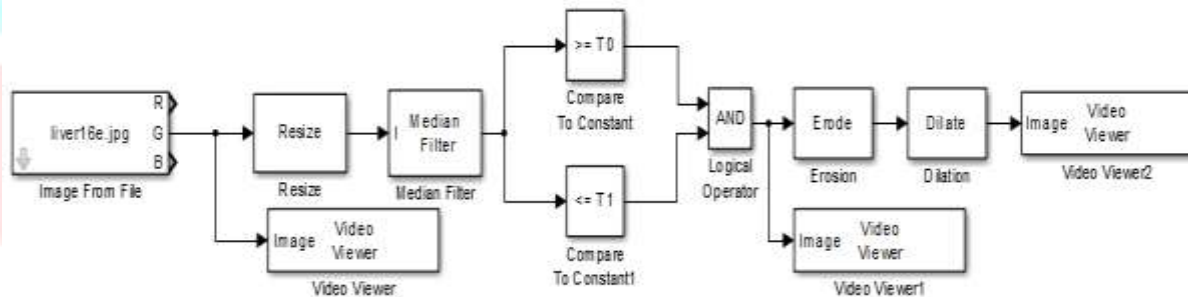 R
liver16e.jpg
G
B
Image From File
Resize
Resize
Image
Video
Viewer
Video Viewer
I
Median
Filter
Median Filter
>= T0
Compare
To Constant
<= T1
Compare
To Constant1
AND
Logical
Operator
Erode
Erosion
Dilate
Dilation
Image
Video
Viewer
Video Viewer2
Image
Video
Viewer
Video Viewer1